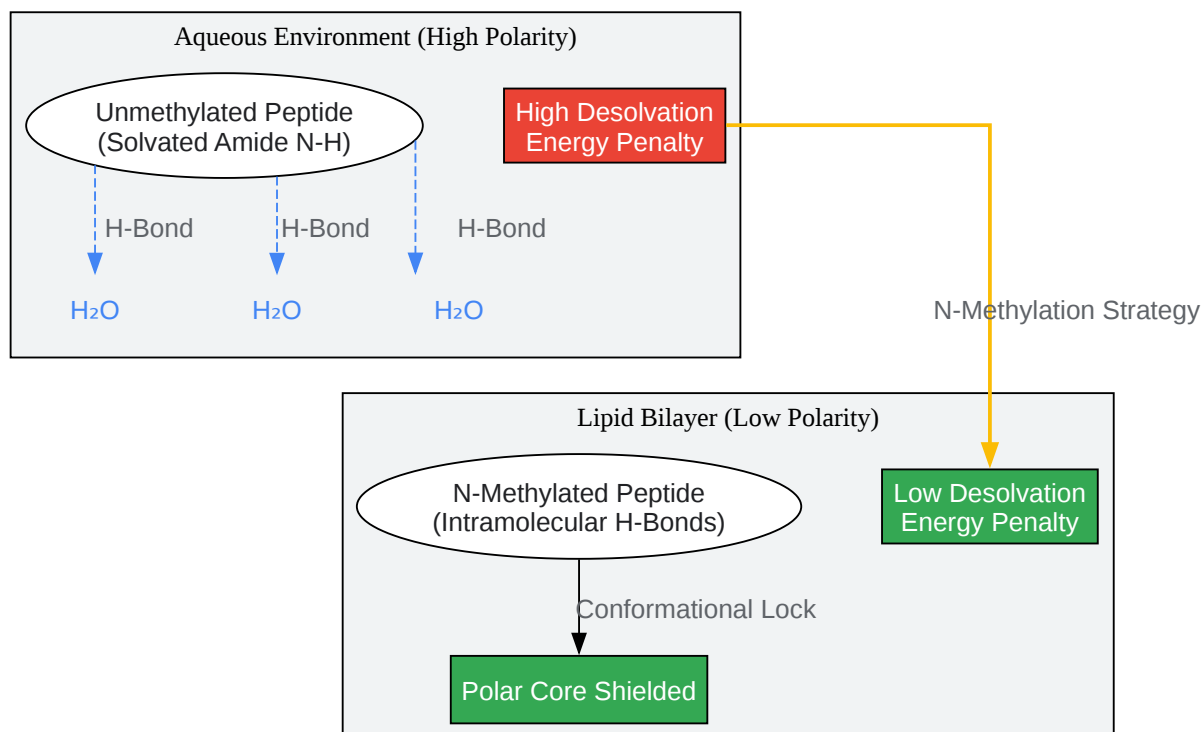 Aqueous Environment (High Polarity)
Unmethylated Peptide
(Solvated Amide N-H)
High Desolvation
Energy Penalty
H-Bond
H-Bond
H-Bond
H₂O
H₂O
H₂O
N-Methylation Strategy
Lipid Bilayer (Low Polarity)
N-Methylated Peptide
(Intramolecular H-Bonds)
Low Desolvation
Energy Penalty
Conformational Lock
Polar Core Shielded